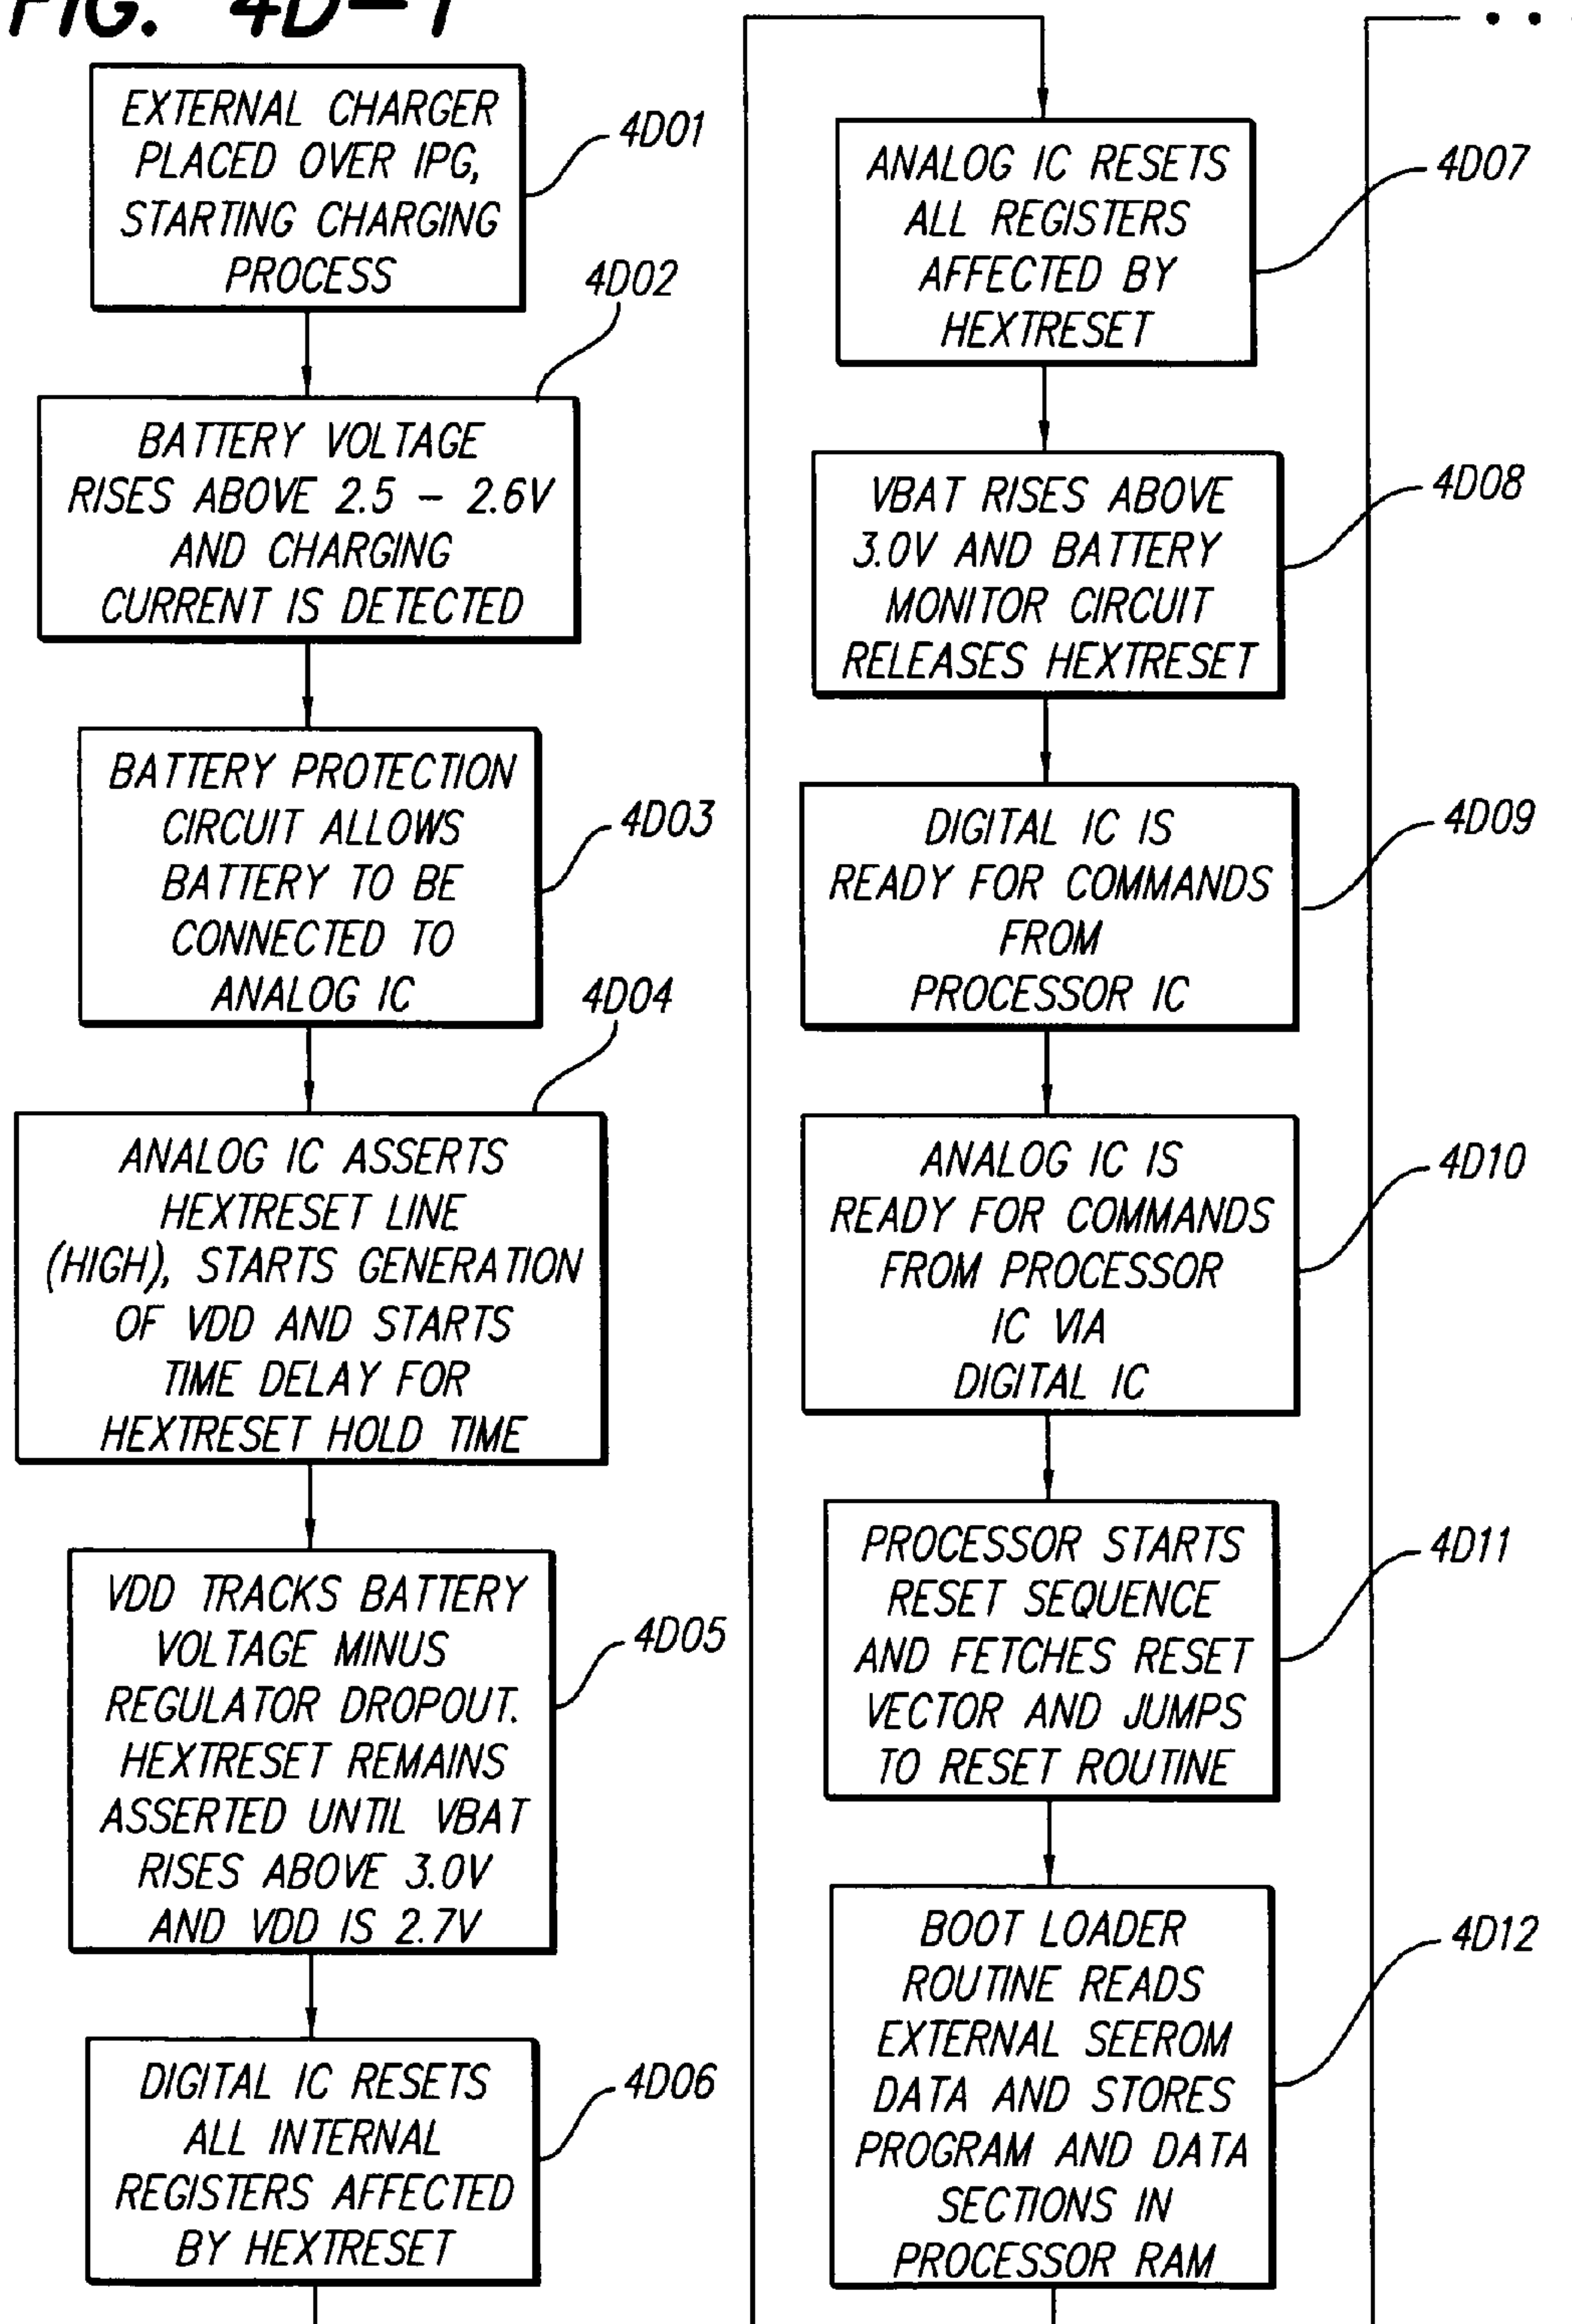 FIG. 4D-1
EXTERNAL CHARGER
PLACED OVER IPG,
STARTING CHARGING
PROCESS
4D01
4D02
BATTERY VOLTAGE
RISES ABOVE 2.5 - 2.6V
AND CHARGING
CURRENT IS DETECTED
BATTERY PROTECTION
CIRCUIT ALLOWS
BATTERY TO BE
CONNECTED TO
ANALOG IC
4D03
4D04
ANALOG IC ASSERTS
HEXTRESET LINE
(HIGH), STARTS GENERATION
OF VDD AND STARTS
TIME DELAY FOR
HEXTRESET HOLD TIME
VDD TRACKS BATTERY
VOLTAGE MINUS
REGULATOR DROPOUT.
HEXTRESET REMAINS
ASSERTED UNTIL VBAT
RISES ABOVE 3.0V
AND VDD IS 2.7V
4D05
DIGITAL IC RESETS
ALL INTERNAL
REGISTERS AFFECTED
BY HEXTRESET
4D06
ANALOG IC RESETS
ALL REGISTERS
AFFECTED BY
HEXTRESET
4D07
VBAT RISES ABOVE
3.0V AND BATTERY
MONITOR CIRCUIT
RELEASES HEXTRESET
4D08
DIGITAL IC IS
READY FOR COMMANDS
FROM
PROCESSOR IC
4D09
ANALOG IC IS
READY FOR COMMANDS
FROM PROCESSOR
IC VIA
DIGITAL IC
4D10
PROCESSOR STARTS
RESET SEQUENCE
AND FETCHES RESET
VECTOR AND JUMPS
TO RESET ROUTINE
4D11
BOOT LOADER
ROUTINE READS
EXTERNAL SEEROM
DATA AND STORES
PROGRAM AND DATA
SECTIONS IN
PROCESSOR RAM
4D12